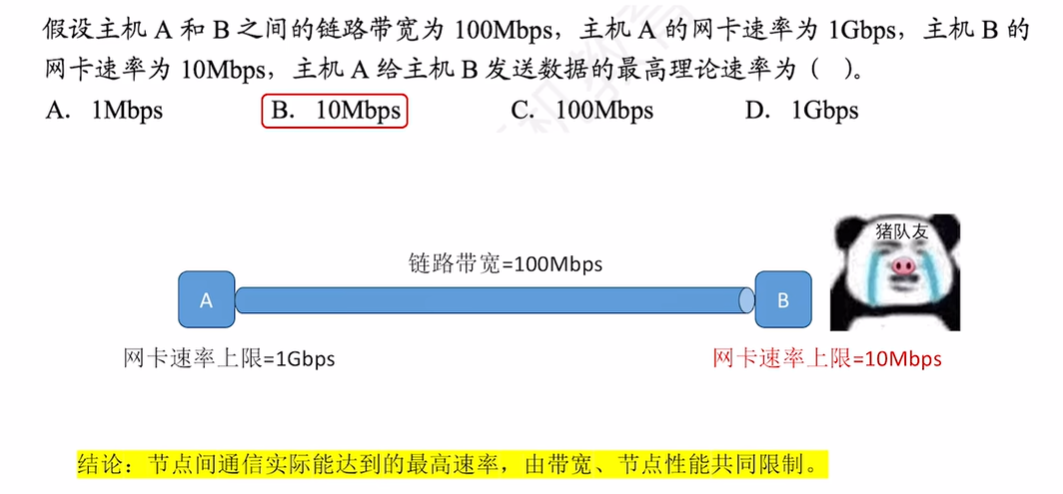 假设主机 A 和 B 之间的链路带宽为 100Mbps，主机 A 的网卡速率为 1Gbps，主机 B 的
网卡速率为 10Mbps，主机 A 给主机 B 发送数据的最高理论速率为（ ）。
A. 1Mbps B. 10Mbps C. 100Mbps D. 1Gbps
猪队友
链路带宽=100Mbps
A B
网卡速率上限=1Gbps 网卡速率上限=10Mbps
结论：节点间通信实际能达到的最高速率，由带宽、节点性能共同限制。